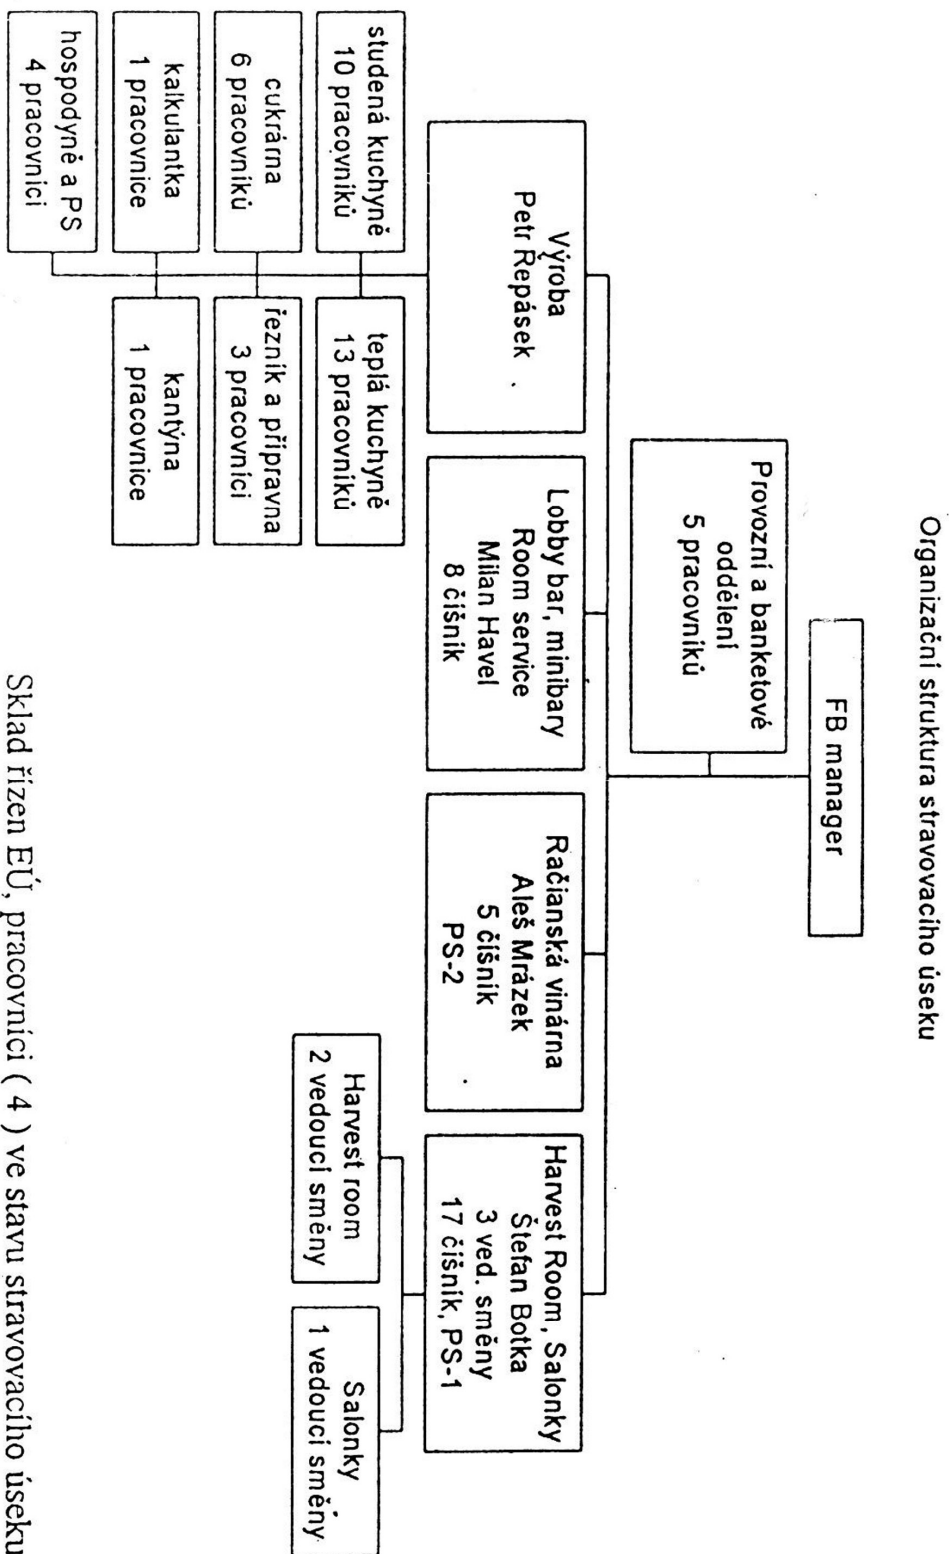 Organizační struktura stravovacího úseku
FB manager
Provozní a banketové
oddělení
5 pracovníků
Výroba
Petr Řepásek
Lobby bar, minibary
Room service
Milan Havel
8 číšník
Račianská vinárna
Aleš Mrázek
5 číšník
PS-2
Harvest Room, Salonky
Štefan Botka
3 ved. směny
17 číšník, PS-1
studená kuchyně
10 pracovníků
teplá kuchyně
13 pracovníků
cukrárna
6 pracovníků
řezník a přípravna
3 pracovníci
kalkulantka
1 pracovnice
kantýna
1 pracovnice
hospodyně a PS
4 pracovníci
Harvest room
2 vedoucí směny
Salonky
1 vedoucí směny
Sklad řízen EÚ, pracovníci ( 4 ) ve stavu stravovacího úseku